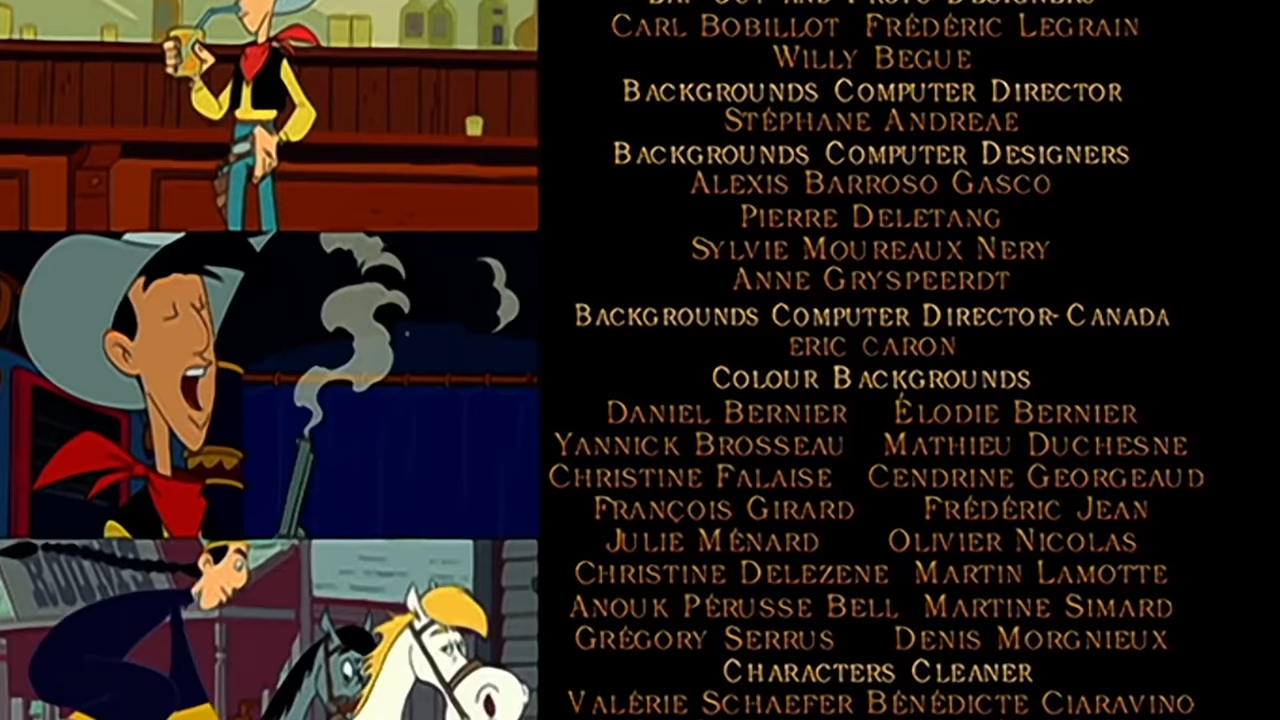 CARL BOBILLOT FRÉDÉRIC LEGRAIN
WILLY BEGUE
BACKGROUNDS COMPUTER DIRECTOR
STÉPHANE ANDREAE
BACKGROUNDS COMPUTER DESIGNERS
ALEXIS BARROSO GASCO
PIERRE DELETANG
SYLVIE MOUREAUX NERY
ANNE GRYSPEERDT
BACKGROUNDS COMPUTER DIRECTOR-CANADA
ERIC CARON
COLOUR BACKGROUNDS
DANIEL BERNIER ÉLODIE BERNIER
YANNICK BROSSEAU MATHIEU DUCHESNE
CHRISTINE FALAISE CENDRINE GEORGEAUD
FRANÇOIS GIRARD FRÉDÉRIC JEAN
JULIE MÉNARD OLIVIER NICOLAS
CHRISTINE DELEZENE MARTIN LAMOTTE
ANOUK PÉRUSSE BELL MARTINE SIMARD
GRÉGORY SERRUS DENIS MORGNIEUX
CHARACTERS CLEANER
VALÉRIE SCHAEFER BÉNÉDICTE CIARAVINO